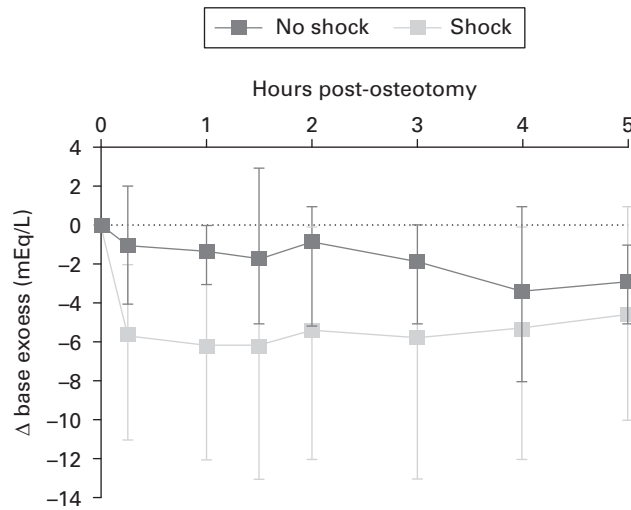 No shock Shock
Hours post-osteotomy
0 1 2 3 4 5
4
2
0
−2
−4
−6
−8
−10
−12
−14
Δ base exoess (mEq/L)